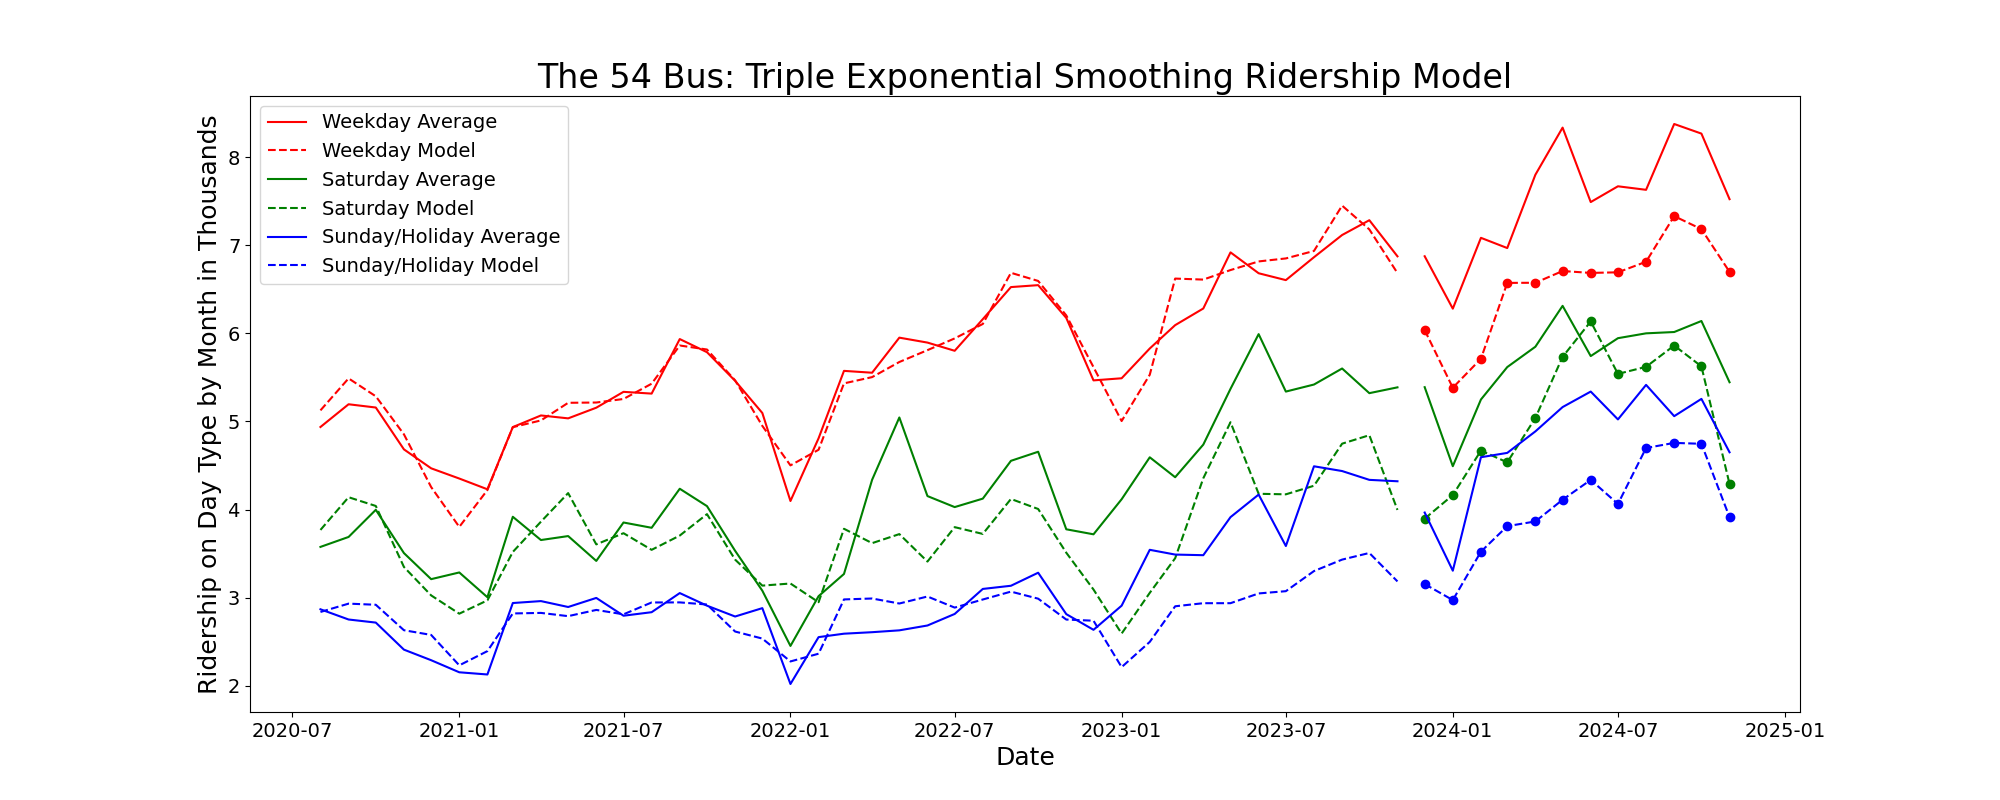 The 54 Bus: Triple Exponential Smoothing Ridership Model
Ridership on Day Type by Month in Thousands
Weekday Average
Weekday Model
Saturday Average
Saturday Model
Sunday/Holiday Average
Sunday/Holiday Model
8
7
6
5
4
3
2
2020-07
2021-01
2021-07
2022-01
2022-07
2023-01
2023-07
2024-01
2024-07
2025-01
Date